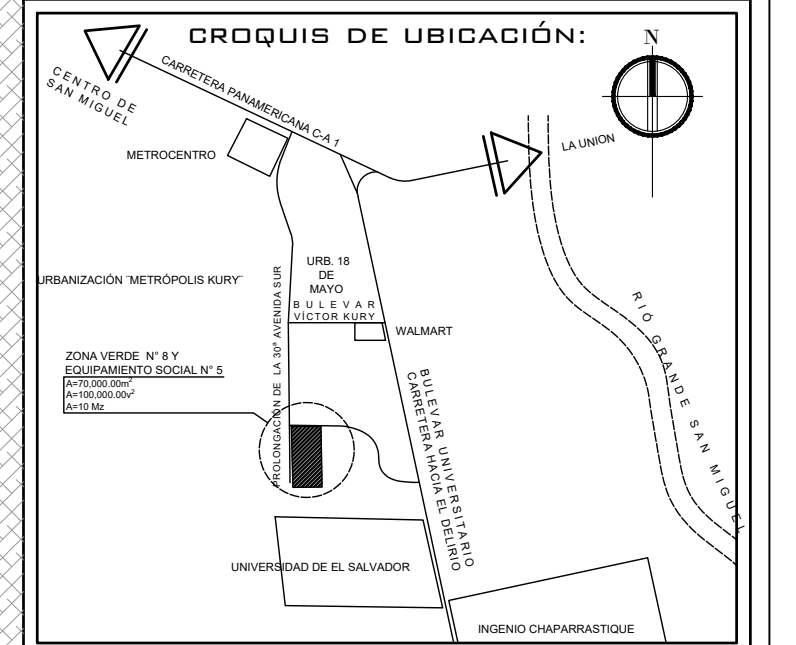 CROQUIS DE UBICACIÓN:
N
CENTRO DE
SAN MIGUEL
CARRETERA PANAMERICANA C-A 1
METROCENTRO
LA UNION
URB. 18
DE
MAYO
URBANIZACIÓN ¨METRÓPOLIS KURY¨
BULEVAR
VÍCTOR KURY
WALMART
PROLONGACIÓN DE LA 30ª AVENIDA SUR
RIÓ GRANDE SAN MIGUEL
ZONA VERDE N° 8 Y
EQUIPAMIENTO SOCIAL N° 5
A=70,000.00m²
A=100,000.00v²
A=10 Mz
BULEVAR UNIVERSITARIO
CARRETERA HACIA EL DELIRIO
UNIVERSIDAD DE EL SALVADOR
INGENIO CHAPARRASTIQUE